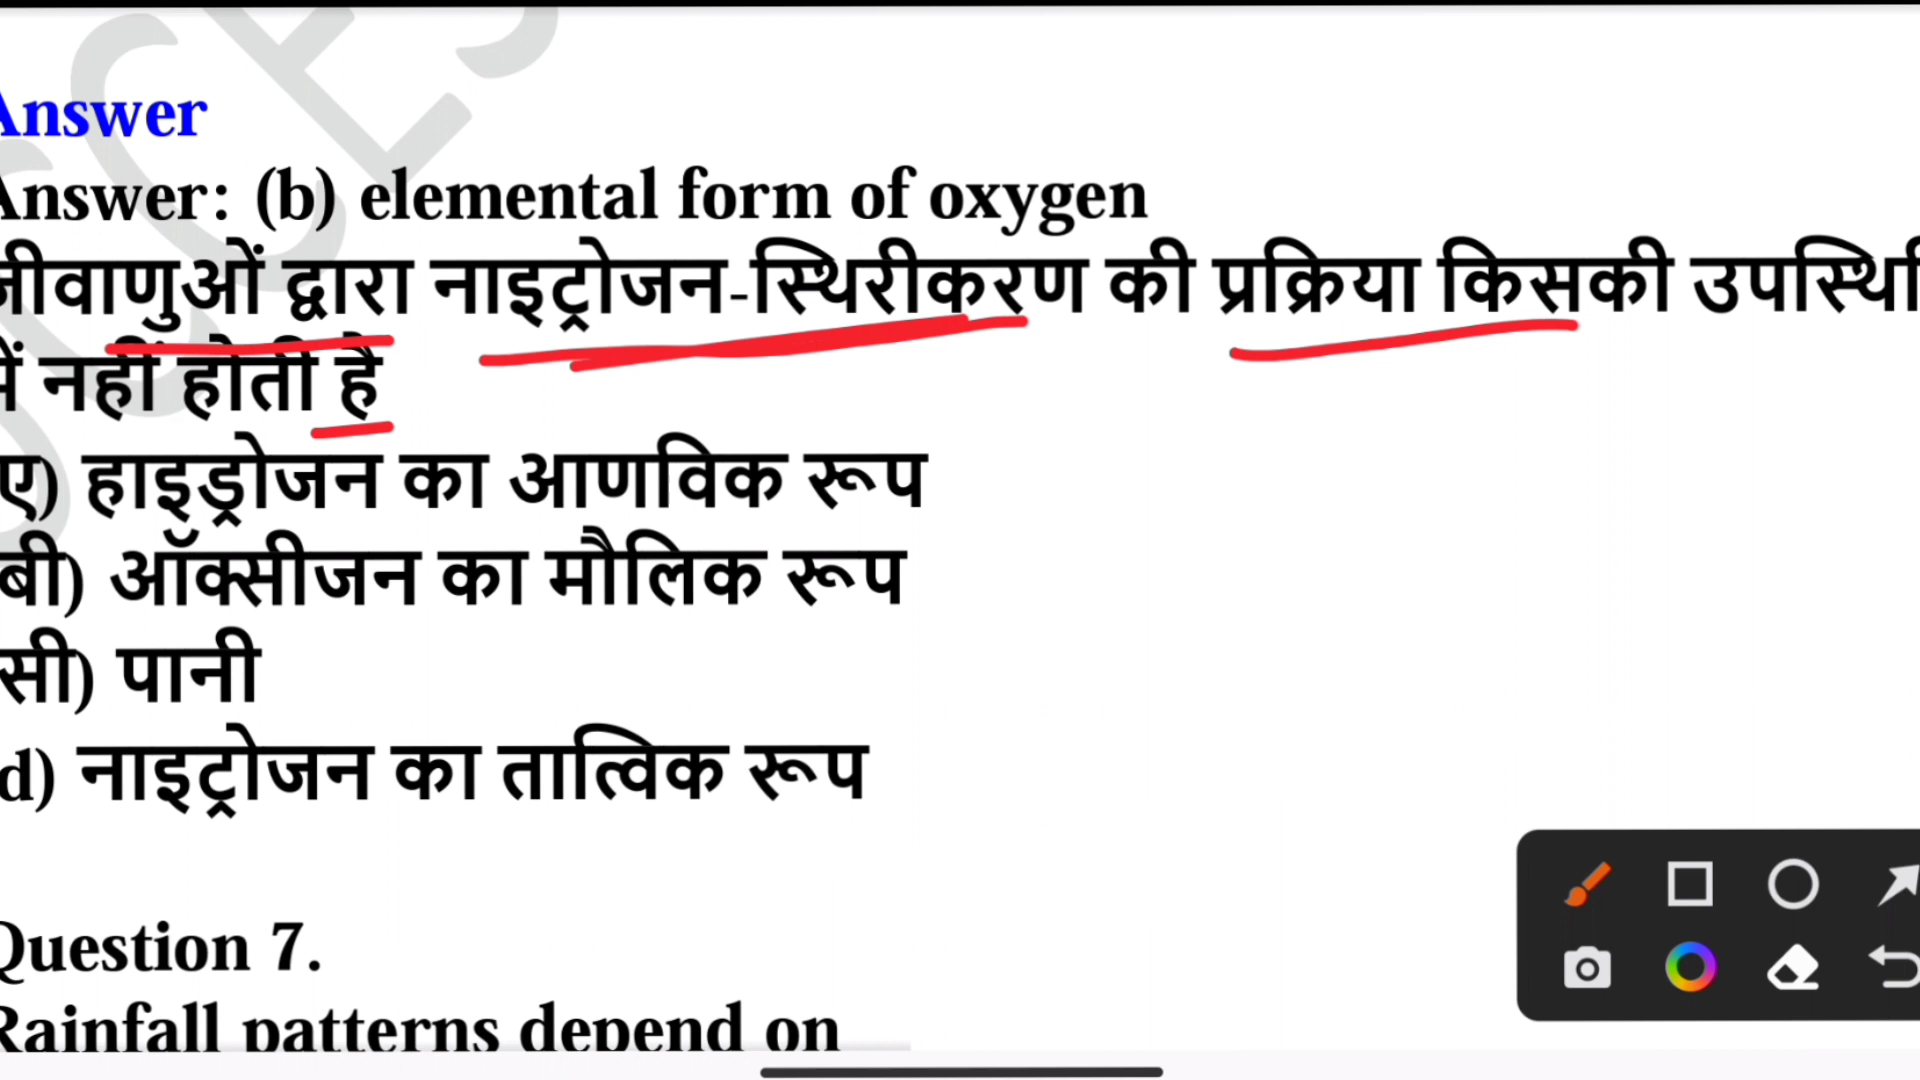 Answer
Answer: (b) elemental form of oxygen
जीवाणुओं द्वारा नाइट्रोजन-स्थिरीकरण की प्रक्रिया किसकी
में नहीं होती है
ए) हाइड्रोजन का आणविक रूप
बी) ऑक्सीजन का मौलिक रूप
सी) पानी
d) नाइट्रोजन का तात्विक रूप
Question 7.
Rainfall patterns depend on